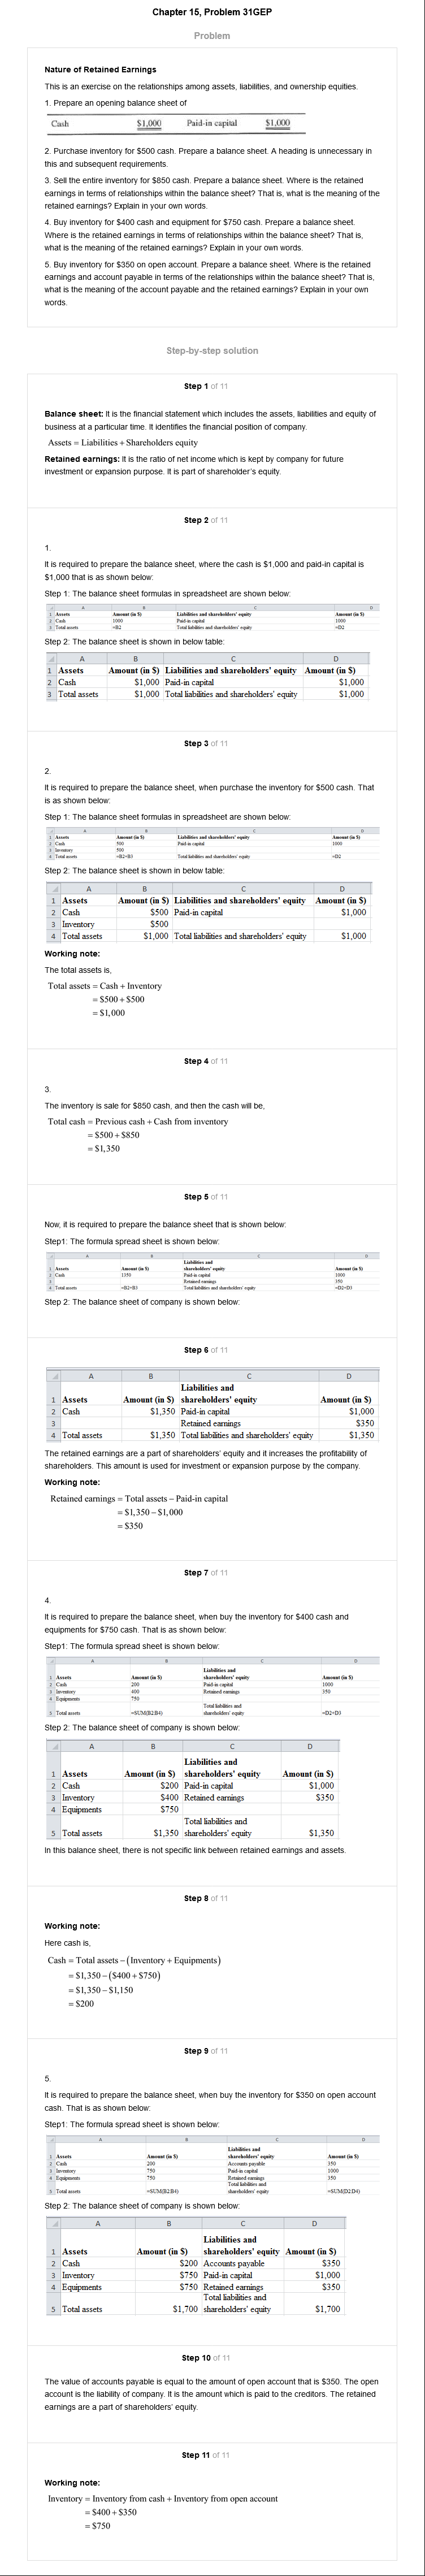 Chapter 15, Problem 31GEP
Problem
Nature of Retained Earnings
This is an exercise on the relationships among assets, liabilities, and ownership equities.
1. Prepare an opening balance sheet of
Cash $1,000 Paid-in capital $1,000
2. Purchase inventory for $500 cash. Prepare a balance sheet. A heading is unnecessary in
this and subsequent requirements.
3. Sell the entire inventory for $850 cash. Prepare a balance sheet. Where is the retained
earnings in terms of relationships within the balance sheet? That is, what is the meaning of the
retained earnings? Explain in your own words.
4. Buy inventory for $400 cash and equipment for $750 cash. Prepare a balance sheet.
Where is the retained earnings in terms of relationships within the balance sheet? That is,
what is the meaning of the retained earnings? Explain in your own words.
5. Buy inventory for $350 on open account. Prepare a balance sheet. Where is the retained
earnings and account payable in terms of the relationships within the balance sheet? That is,
what is the meaning of the account payable and the retained earnings? Explain in your own
words.
Step-by-step solution
Step 1 of 11
Balance sheet: It is the financial statement which includes the assets, liabilities and equity of
business at a particular time. It identifies the financial position of company.
Assets = Liabilities + Shareholders equity
Retained earnings: It is the ratio of net income which is kept by company for future
investment or expansion purpose. It is part of shareholder's equity.
Step 2 of 11
1.
It is required to prepare the balance sheet, where the cash is $1,000 and paid-in capital is
$1,000 that is as shown below:
Step 1: The balance sheet formulas in spreadsheet are shown below:
A B C D
1 Assets Amount (in $) Liabilities and shareholders' equity Amount (in $)
2 Cash 1000 Paid-in capital 1000
3 Total assets =B2 Total liabilities and shareholders' equity =D2
Step 2: The balance sheet is shown in below table:
A B C D
1 Assets Amount (in $) Liabilities and shareholders' equity Amount (in $)
2 Cash $1,000 Paid-in capital $1,000
3 Total assets $1,000 Total liabilities and shareholders' equity $1,000
Step 3 of 11
2.
It is required to prepare the balance sheet, when purchase the inventory for $500 cash. That
is as shown below:
Step 1: The balance sheet formulas in spreadsheet are shown below:
A B C D
1 Assets Amount (in $) Liabilities and shareholders' equity Amount (in $)
2 Cash 500 Paid-in capital 1000
3 Inventory 500
4 Total assets =B2+B3 Total liabilities and shareholders' equity =D2
Step 2: The balance sheet is shown in below table:
A B C D
1 Assets Amount (in $) Liabilities and shareholders' equity Amount (in $)
2 Cash $500 Paid-in capital $1,000
3 Inventory $500
4 Total assets $1,000 Total liabilities and shareholders' equity $1,000
Working note:
The total assets is,
Total assets = Cash + Inventory
= $500 + $500
= $1,000
Step 4 of 11
3.
The inventory is sale for $850 cash, and then the cash will be,
Total cash = Previous cash + Cash from inventory
= $500 + $850
= $1,350
Step 5 of 11
Now, it is required to prepare the balance sheet that is shown below:
Step1: The formula spread sheet is shown below:
A B C D
Liabilities and
1 Assets Amount (in $) shareholders' equity Amount (in $)
2 Cash 1350 Paid-in capital 1000
3 Retained earnings 350
4 Total assets =B2+B3 Total liabilities and shareholders' equity =D2+D3
Step 2: The balance sheet of company is shown below:
Step 6 of 11
A B C D
Liabilities and
1 Assets Amount (in $) shareholders' equity Amount (in $)
2 Cash $1,350 Paid-in capital $1,000
3 Retained earnings $350
4 Total assets $1,350 Total liabilities and shareholders' equity $1,350
The retained earnings are a part of shareholders' equity and it increases the profitability of
shareholders. This amount is used for investment or expansion purpose by the company.
Working note:
Retained earnings = Total assets − Paid-in capital
= $1,350 − $1,000
= $350
Step 7 of 11
4.
It is required to prepare the balance sheet, when buy the inventory for $400 cash and
equipments for $750 cash. That is as shown below:
Step1: The formula spread sheet is shown below:
A B C D
Liabilities and
1 Assets Amount (in $) shareholders' equity Amount (in $)
2 Cash 200 Paid-in capital 1000
3 Inventory 400 Retained earnings 350
4 Equipments 750
Total liabilities and
5 Total assets =SUM(B2:B4) shareholders' equity =D2+D3
Step 2: The balance sheet of company is shown below:
A B C D
Liabilities and
1 Assets Amount (in $) shareholders' equity Amount (in $)
2 Cash $200 Paid-in capital $1,000
3 Inventory $400 Retained earnings $350
4 Equipments $750
Total liabilities and
5 Total assets $1,350 shareholders' equity $1,350
In this balance sheet, there is not specific link between retained earnings and assets.
Step 8 of 11
Working note:
Here cash is,
Cash = Total assets − (Inventory + Equipments)
= $1,350 − ($400 + $750)
= $1,350 − $1,150
= $200
Step 9 of 11
5.
It is required to prepare the balance sheet, when buy the inventory for $350 on open account
cash. That is as shown below:
Step1: The formula spread sheet is shown below:
A B C D
Liabilities and
1 Assets Amount (in $) shareholders' equity Amount (in $)
2 Cash 200 Accounts payable 350
3 Inventory 750 Paid-in capital 1000
4 Equipments 750 Retained earnings 350
Total liabilities and
5 Total assets =SUM(B2:B4) shareholders' equity =SUM(D2:D4)
Step 2: The balance sheet of company is shown below:
A B C D
Liabilities and
1 Assets Amount (in $) shareholders' equity Amount (in $)
2 Cash $200 Accounts payable $350
3 Inventory $750 Paid-in capital $1,000
4 Equipments $750 Retained earnings $350
Total liabilities and
5 Total assets $1,700 shareholders' equity $1,700
Step 10 of 11
The value of accounts payable is equal to the amount of open account that is $350. The open
account is the liability of company. It is the amount which is paid to the creditors. The retained
earnings are a part of shareholders' equity.
Step 11 of 11
Working note:
Inventory = Inventory from cash + Inventory from open account
= $400 + $350
= $750